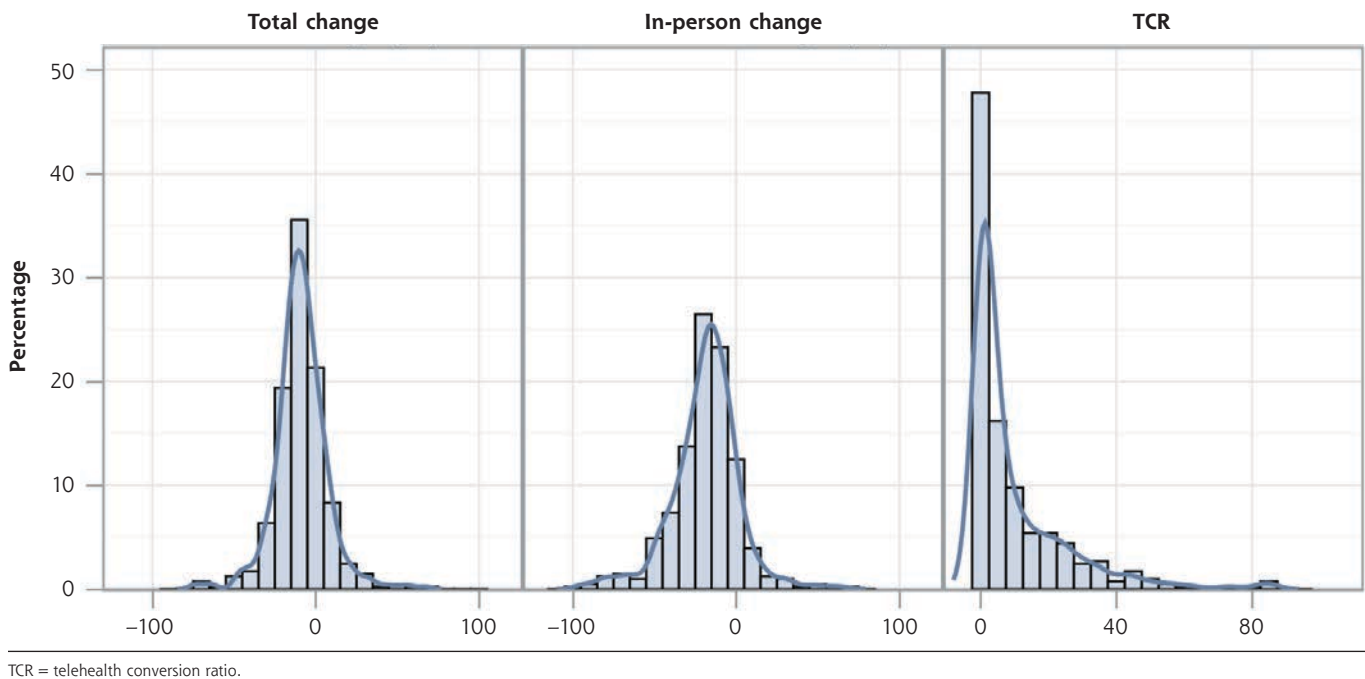 Total change In-person change TCR
Percentage
50
40
30
20
10
0
–100 0 100 –100 0 100 0 40 80
TCR = telehealth conversion ratio.